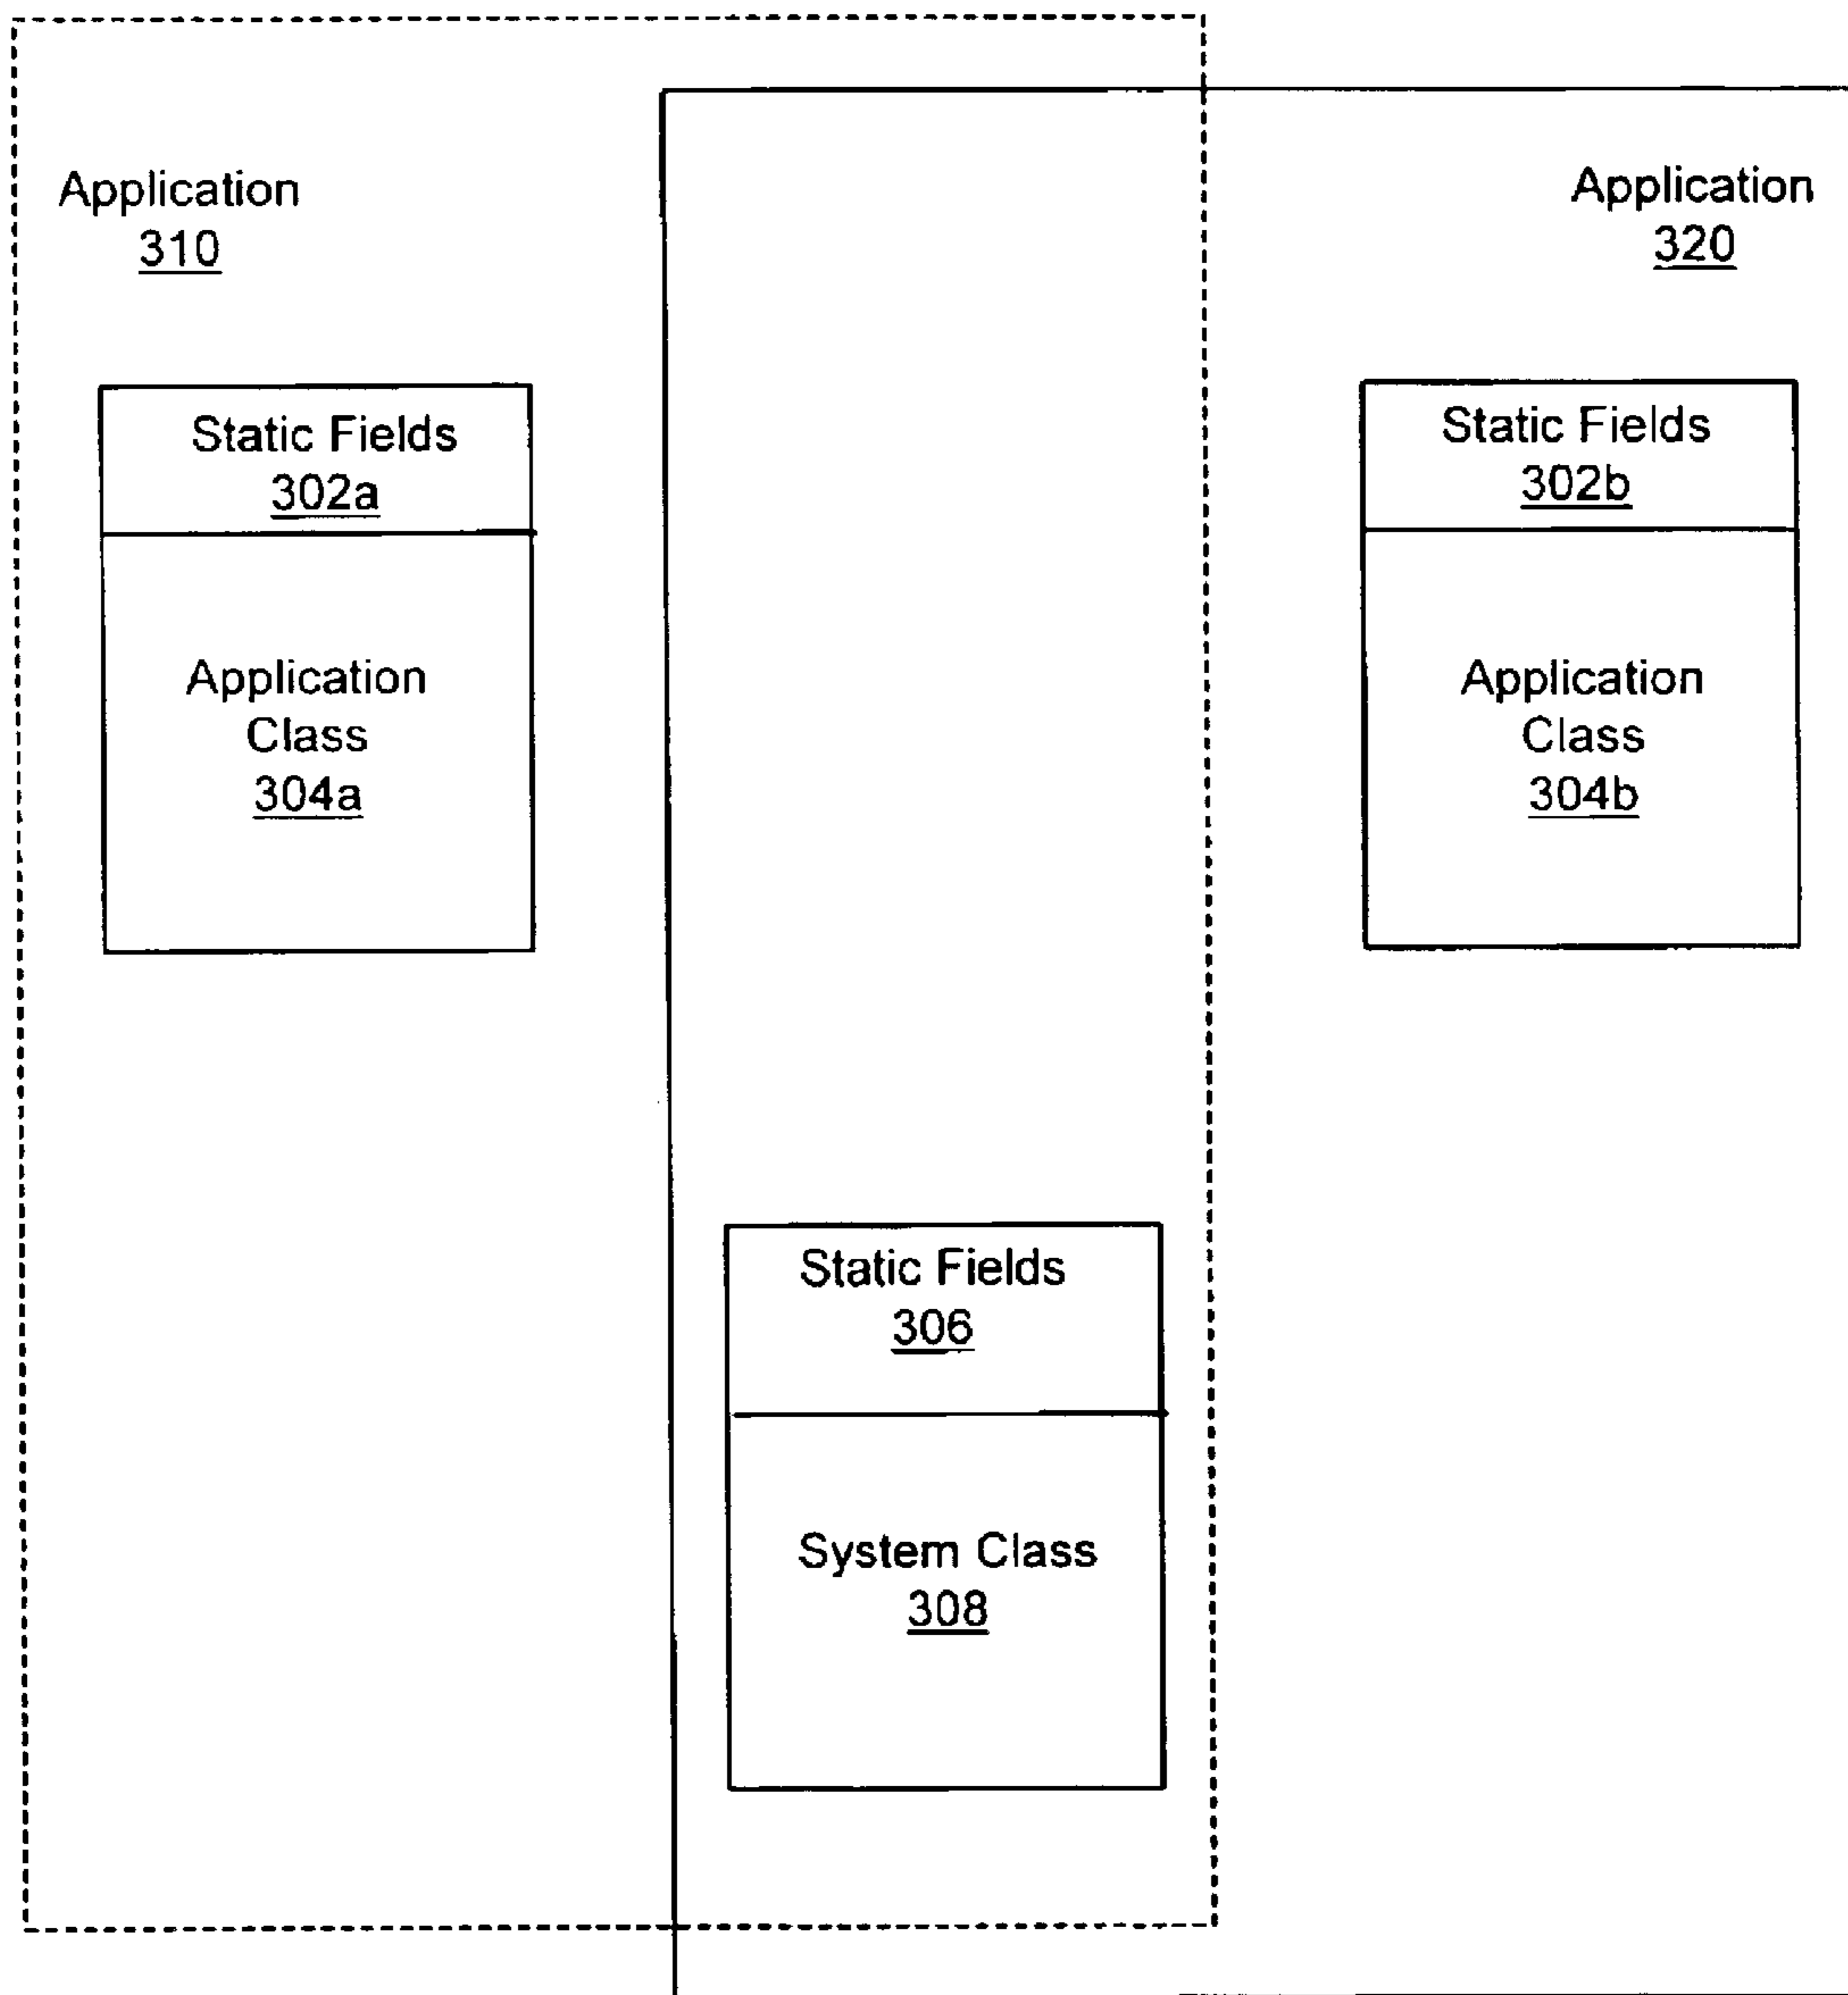 Application
310
Application
320
Static Fields
302a
Application
Class
304a
Static Fields
302b
Application
Class
304b
Static Fields
306
System Class
308